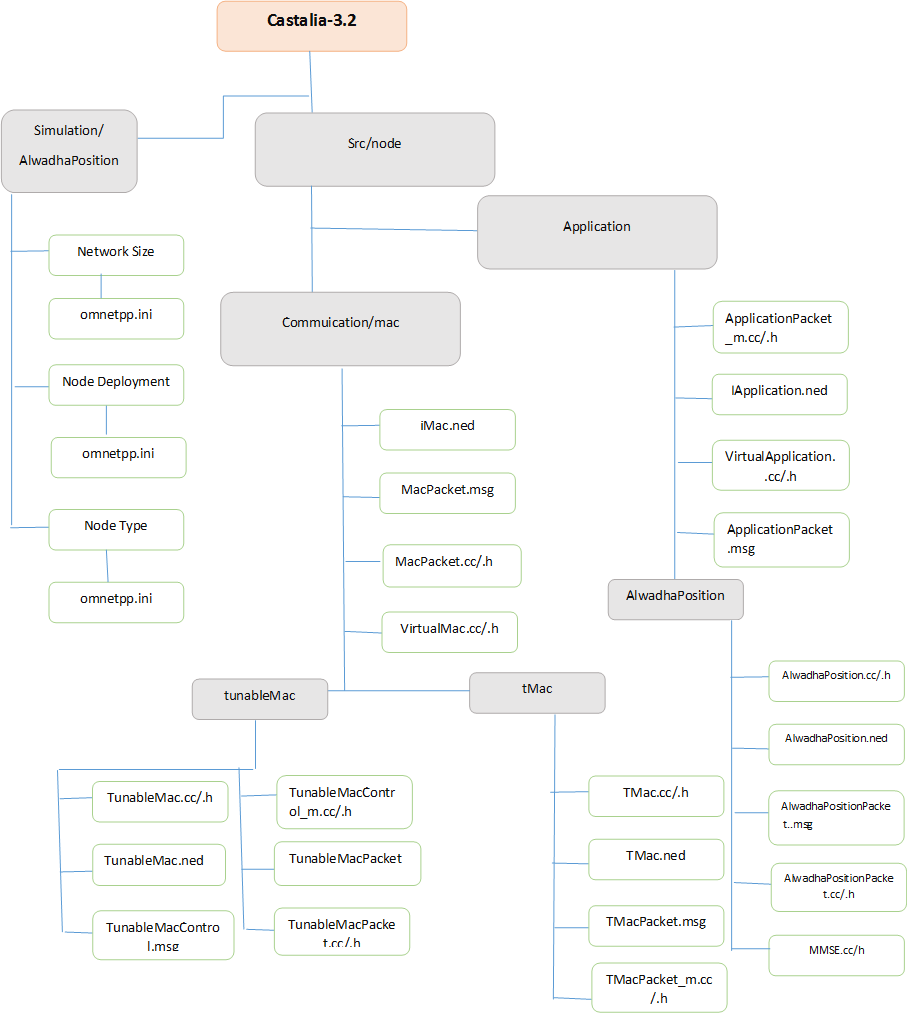 Castalia-3.2
Simulation/
AlwadhaPosition
Src/node
Application
Network Size
omnetpp.ini
Node Deployment
omnetpp.ini
Node Type
omnetpp.ini
Commuication/mac
iMac.ned
MacPacket.msg
MacPacket.cc/.h
VirtualMac.cc/.h
ApplicationPacket
_m.cc/.h
IApplication.ned
VirtualApplication.
.cc/.h
ApplicationPacket
.msg
AlwadhaPosition
AlwadhaPosition.cc/.h
AlwadhaPosition.ned
AlwadhaPositionPacke
t..msg
AlwadhaPositionPacke
t.cc/.h
MMSE.cc/h
tunableMac
TunableMac.cc/.h
TunableMac.ned
TunableMacContro
l.msg
TunableMacContr
ol_m.cc/.h
TunableMacPacket
TunableMacPacke
t.cc/.h
tMac
TMac.cc/.h
TMac.ned
TMacPacket.msg
TMacPacket_m.cc
/.h